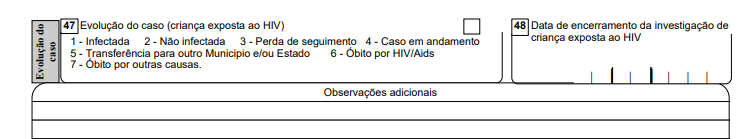 Evolução do caso
47 Evolução do caso (criança exposta ao HIV)
1 - Infectada 2 - Não infectada 3 - Perda de seguimento 4 - Caso em andamento
5 - Transferência para outro Municipio e/ou Estado 6 - Óbito por HIV/Aids
7 - Óbito por outras causas.
48 Data de encerramento da investigação de
criança exposta ao HIV
Observações adicionais